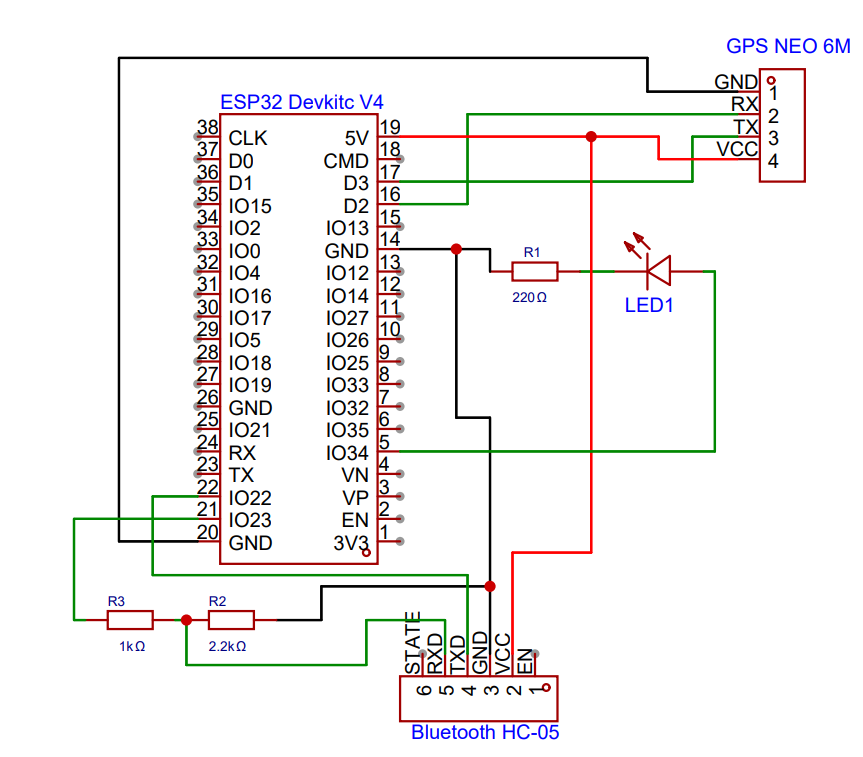 GPS NEO 6M
GND 1
RX 2
TX 3
VCC 4
ESP32 Devkitc V4
38 CLK 5V 19
37 D0 CMD 18
36 D1 D3 17
35 IO15 D2 16
34 IO2 IO13 15
33 IO0 GND 14
32 IO4 IO12 13
31 IO16 IO14 12
30 IO17 IO27 11
29 IO5 IO26 10
28 IO18 IO25 9
27 IO19 IO33 8
26 GND IO32 7
25 IO21 IO35 6
24 RX IO34 5
23 TX VN 4
22 IO22 VP 3
21 IO23 EN 2
20 GND 3V3 1
R1
220Ω
LED1
R3
1kΩ
R2
2.2kΩ
STATE 6
RXD 5
TXD 4
GND 3
VCC 2
EN 1
Bluetooth HC-05